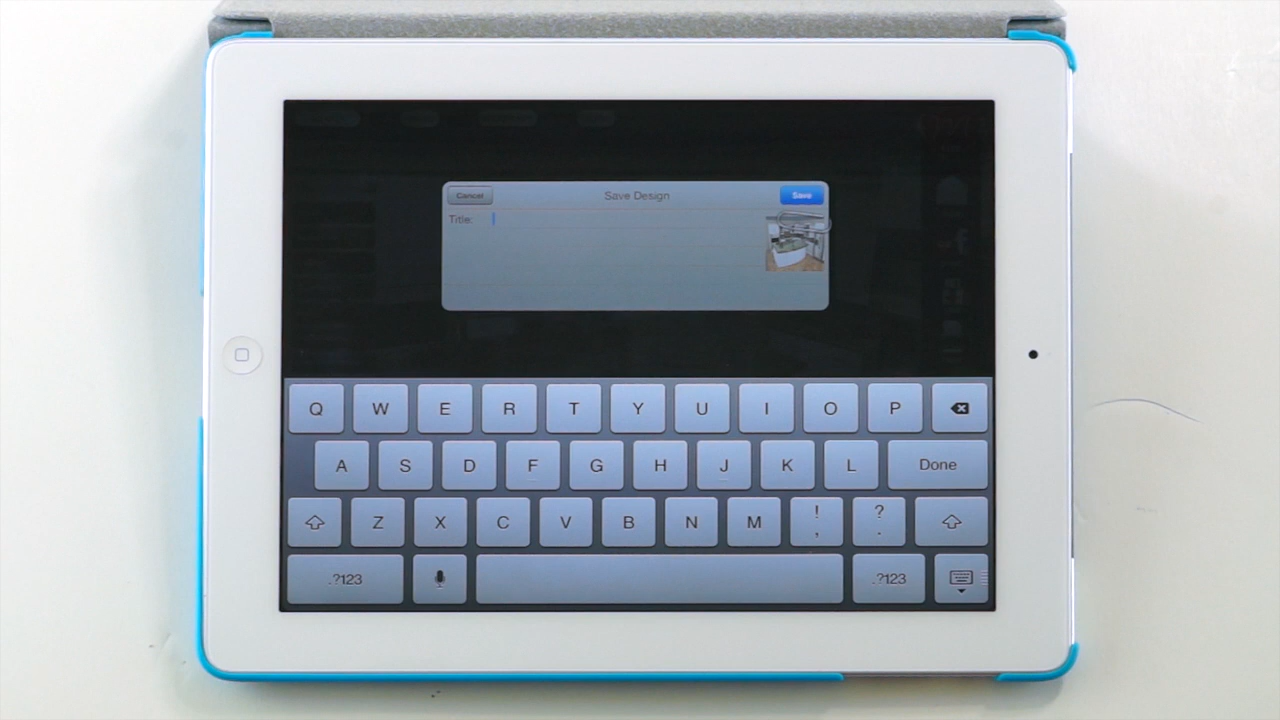 Cancel Save Design Save
Title:
Q W E R T Y U I O P
A S D F G H J K L Done
Z X C V B N M ! , ? .
.?123 .?123